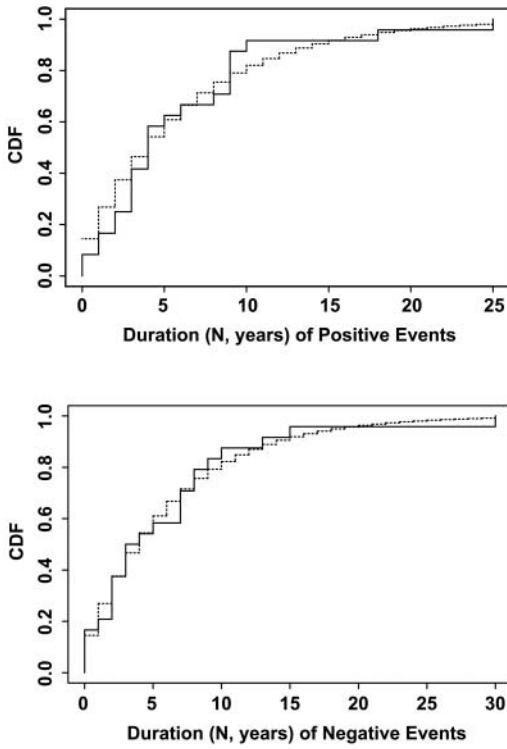 1.0
0.8
0.6
0.4
0.2
0.0
CDF
0 5 10 15 20 25
Duration (N, years) of Positive Events
1.0
0.8
0.6
0.4
0.2
0.0
CDF
0 5 10 15 20 25 30
Duration (N, years) of Negative Events